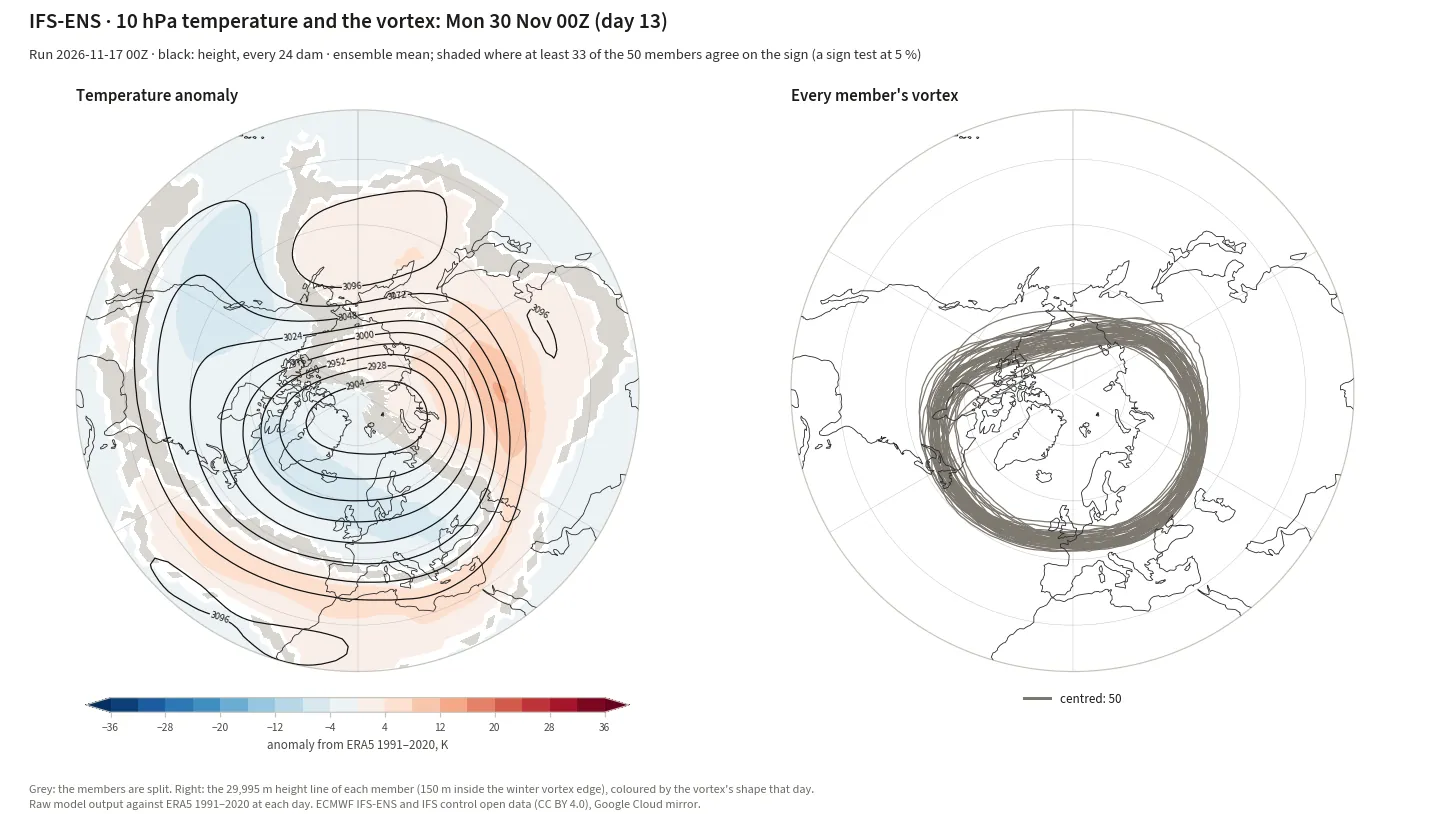 IFS-ENS · 10 hPa temperature and the vortex: Mon 30 Nov 00Z (day 13)
Run 2026-11-17 00Z · black: height, every 24 dam · ensemble mean; shaded where at least 33 of the 50 members agree on the sign (a sign test at 5 %)
Temperature anomaly
Every member's vortex
3096
3072
3096
3048
3024
3000
2952
2928
2904
3096
−36
−28
−20
−12
−4
4
12
20
28
36
anomaly from ERA5 1991–2020, K
centred: 50
Grey: the members are split. Right: the 29,995 m height line of each member (150 m inside the winter vortex edge), coloured by the vortex's shape that day.
Raw model output against ERA5 1991–2020 at each day. ECMWF IFS-ENS and IFS control open data (CC BY 4.0), Google Cloud mirror.